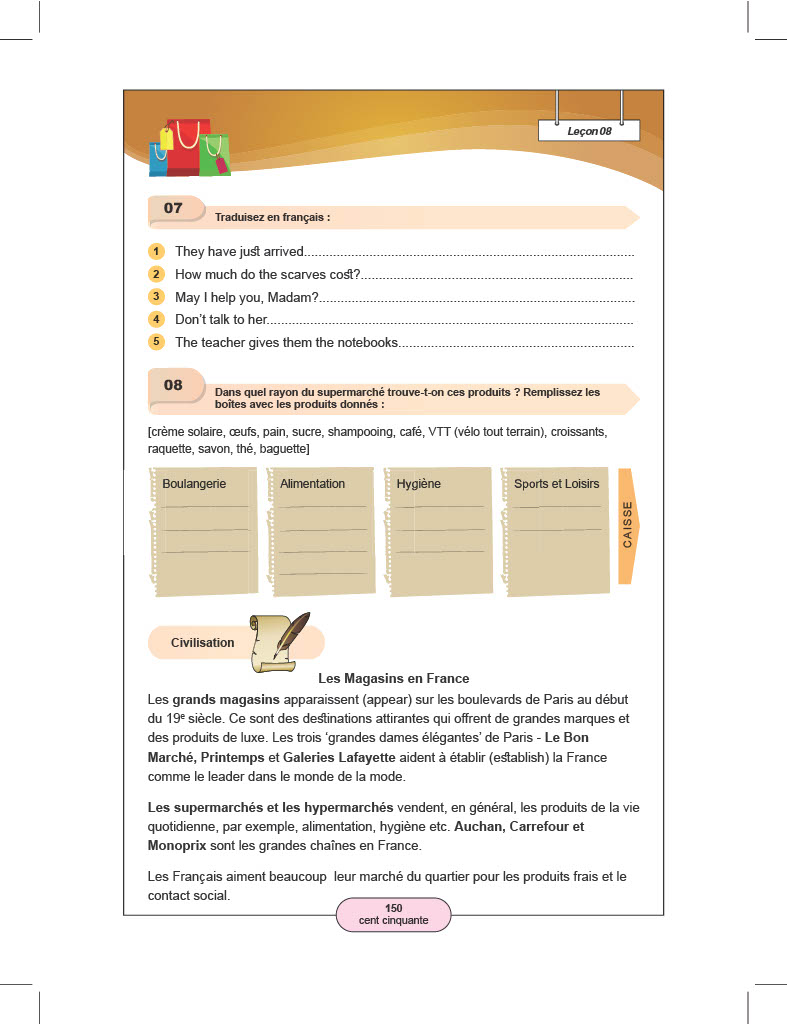 Leçon 08
07
Traduisez en français :
1 They have just arrived...........................................................................................
2 How much do the scarves cost?...........................................................................
3 May I help you, Madam?.......................................................................................
4 Don’t talk to her.....................................................................................................
5 The teacher gives them the notebooks.................................................................
08
Dans quel rayon du supermarché trouve-t-on ces produits ? Remplissez les
boîtes avec les produits donnés :
[crème solaire, œufs, pain, sucre, shampooing, café, VTT (vélo tout terrain), croissants,
raquette, savon, thé, baguette]
Boulangerie Alimentation Hygiène Sports et Loisirs
CAISSE
Civilisation
Les Magasins en France
Les grands magasins apparaissent (appear) sur les boulevards de Paris au début
du 19e siècle. Ce sont des destinations attirantes qui offrent de grandes marques et
des produits de luxe. Les trois ‘grandes dames élégantes’ de Paris - Le Bon
Marché, Printemps et Galeries Lafayette aident à établir (establish) la France
comme le leader dans le monde de la mode.
Les supermarchés et les hypermarchés vendent, en général, les produits de la vie
quotidienne, par exemple, alimentation, hygiène etc. Auchan, Carrefour et
Monoprix sont les grandes chaînes en France.
Les Français aiment beaucoup leur marché du quartier pour les produits frais et le
contact social.
150
cent cinquante